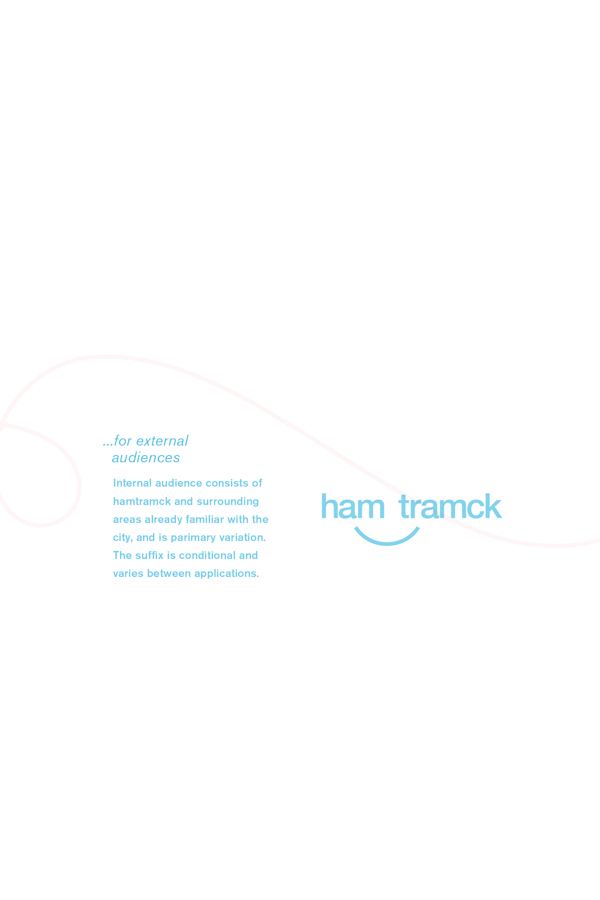 ...for external
audiences
Internal audience consists of
hamtramck and surrounding
areas already familiar with the
city, and is parimary variation.
The suffix is conditional and
varies between applications.
ham tramck